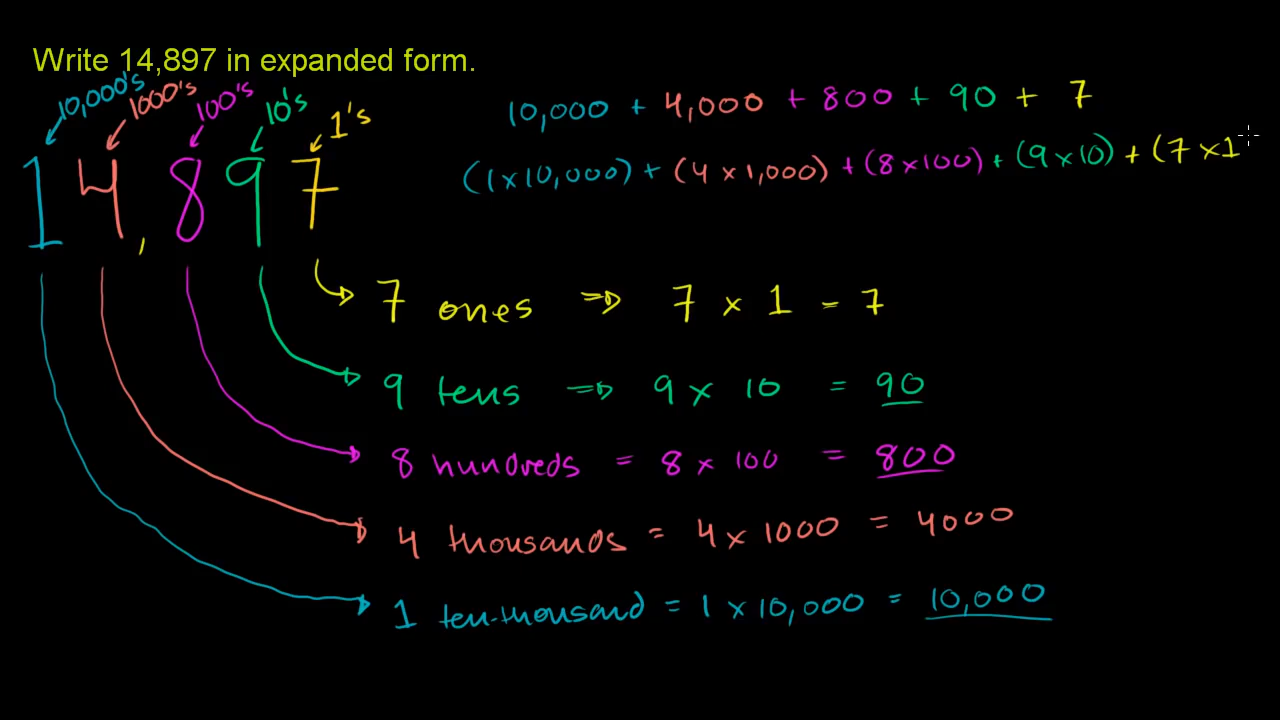 Write 14,897 in expanded form.
10,000's 1000's 100's 10's 1's
10,000 + 4,000 + 800 + 90 + 7
14,897
(1×10,000) + (4×1,000) + (8×100) + (9×10) + (7×1
7 ones ⇒ 7 × 1 = 7
9 tens ⇒ 9 × 10 = 90
8 hundreds = 8 × 100 = 800
4 thousands = 4 × 1000 = 4000
1 ten-thousand = 1 × 10,000 = 10,000